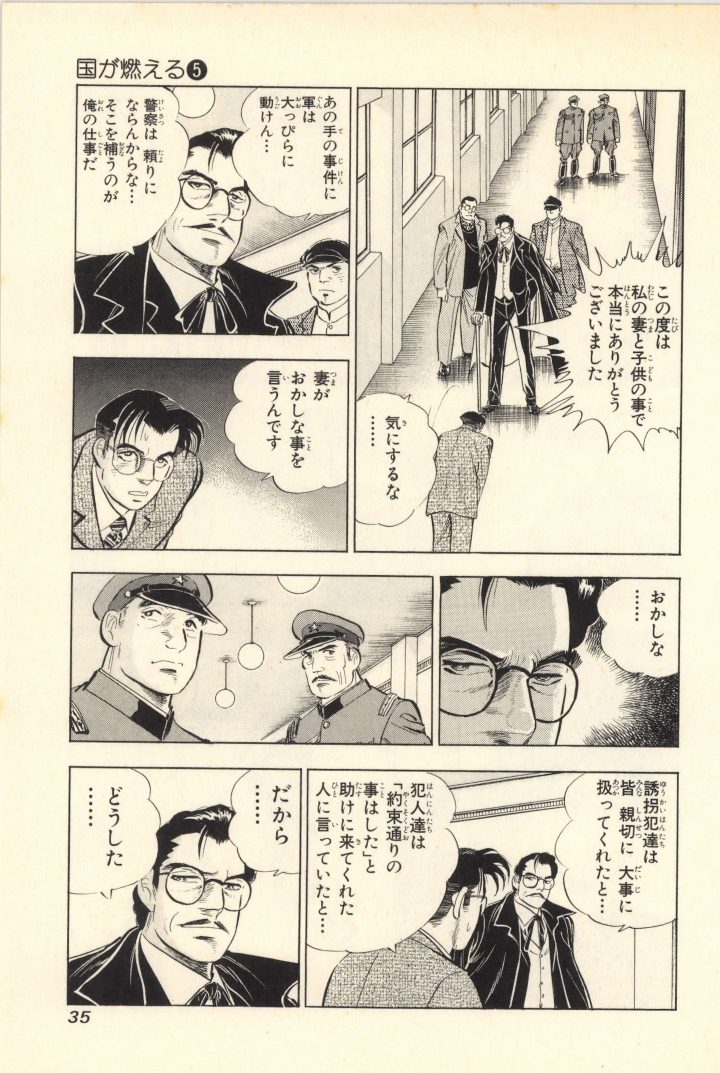 国が燃える❺
この度は
私の妻と子供の事で
本当にありがとう
ございました
気にするな
……
あの手の事件に
軍は
大っぴらに
動けん…
警察は 頼りに
ならんからな…
そこを補うのが
俺の仕事だ
妻が
おかしな事を
言うんです
おかしな
……
誘拐犯達は
皆 親切に 大事に
扱ってくれたと…
犯人達は
「約束通りの
事はした」と
助けに来てくれた
人に言っていたと…
だから
……
どうした
……
35